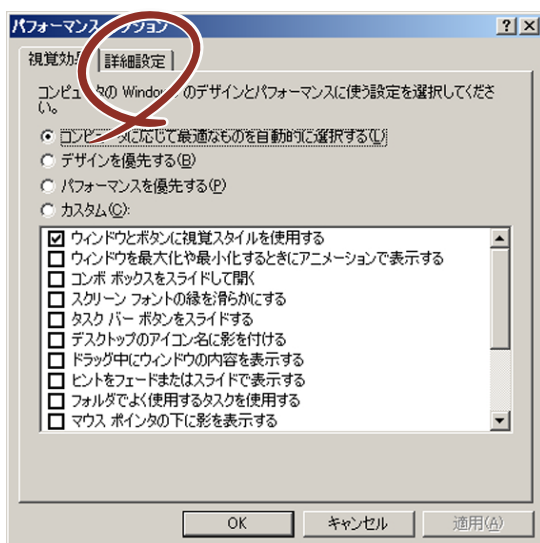 パフォーマンス オプション
視覚効果 詳細設定
コンピュータの Windows のデザインとパフォーマンスに使う設定を選択してくださ
い。
コンピュータに応じて最適なものを自動的に選択する(L)
デザインを優先する(B)
パフォーマンスを優先する(P)
カスタム(C):
ウィンドウとボタンに視覚スタイルを使用する
ウィンドウを最大化や最小化するときにアニメーションで表示する
コンボ ボックスをスライドして開く
スクリーン フォントの縁を滑らかにする
タスク バー ボタンをスライドする
デスクトップのアイコン名に影を付ける
ドラッグ中にウィンドウの内容を表示する
ヒントをフェードまたはスライドで表示する
フォルダでよく使用するタスクを使用する
マウス ポインタの下に影を表示する
OK キャンセル 適用(A)